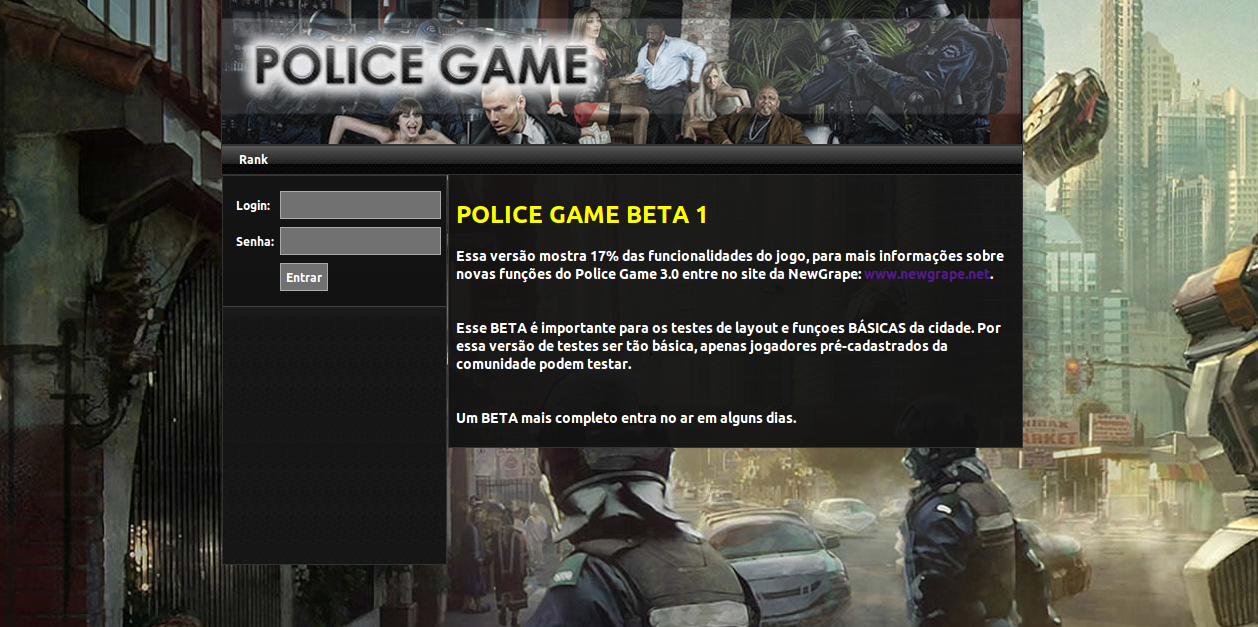 POLICE GAME
Rank
Login:
Senha:
Entrar
POLICE GAME BETA 1
Essa versão mostra 17% das funcionalidades do jogo, para mais informações sobre
novas funções do Police Game 3.0 entre no site da NewGrape: www.newgrape.net.
Esse BETA é importante para os testes de layout e funçoes BÁSICAS da cidade. Por
essa versão de testes ser tão básica, apenas jogadores pré-cadastrados da
comunidade podem testar.
Um BETA mais completo entra no ar em alguns dias.